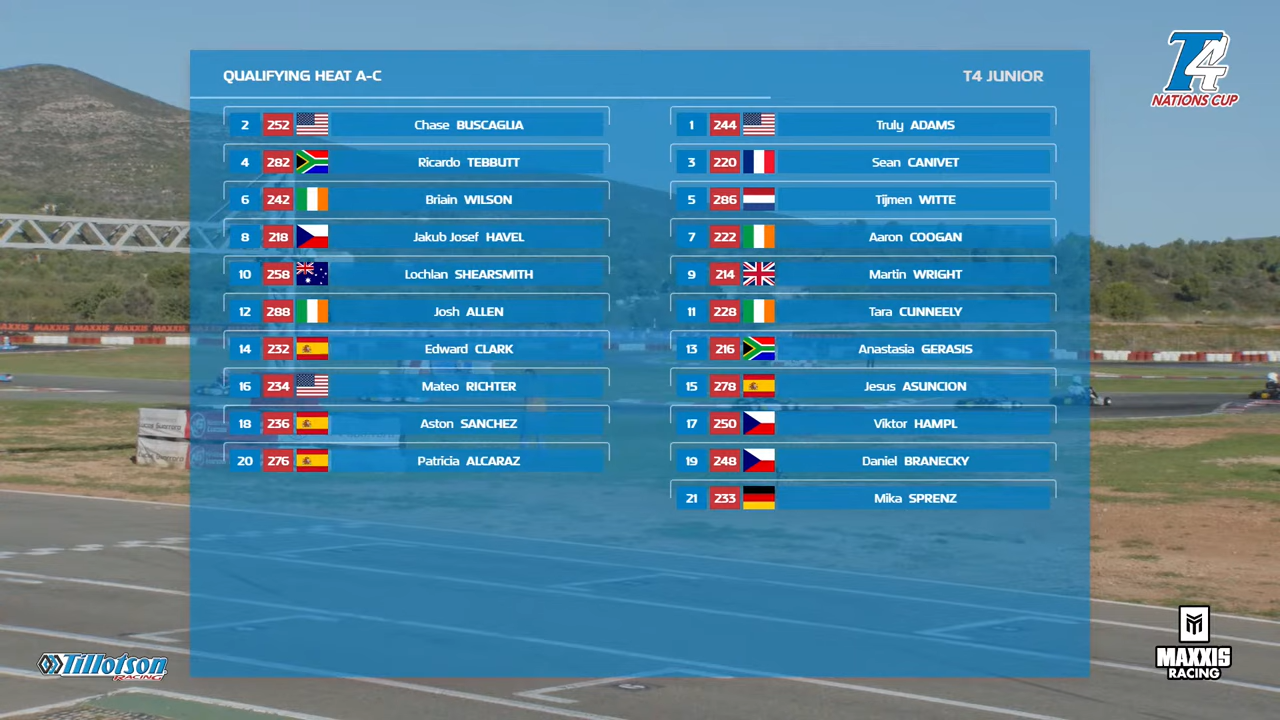 QUALIFYING HEAT A-C
T4 JUNIOR
T4
NATIONS CUP
2 252 Chase BUSCAGLIA
1 244 Truly ADAMS
4 282 Ricardo TEBBUTT
3 220 Sean CANIVET
6 242 Briain WILSON
5 286 Tijmen WITTE
8 218 Jakub Josef HAVEL
7 222 Aaron COOGAN
10 258 Lochlan SHEARSMITH
9 214 Martin WRIGHT
12 288 Josh ALLEN
11 228 Tara CUNNEELY
14 232 Edward CLARK
13 216 Anastasia GERASIS
16 234 Mateo RICHTER
15 278 Jesus ASUNCION
18 236 Aston SANCHEZ
17 250 Viktor HAMPL
20 276 Patricia ALCARAZ
19 248 Daniel BRANECKY
21 233 Mika SPRENZ
MAXXIS MAXXIS MAXXIS MAXXIS
Tillotson
RACING
MAXXIS
RACING